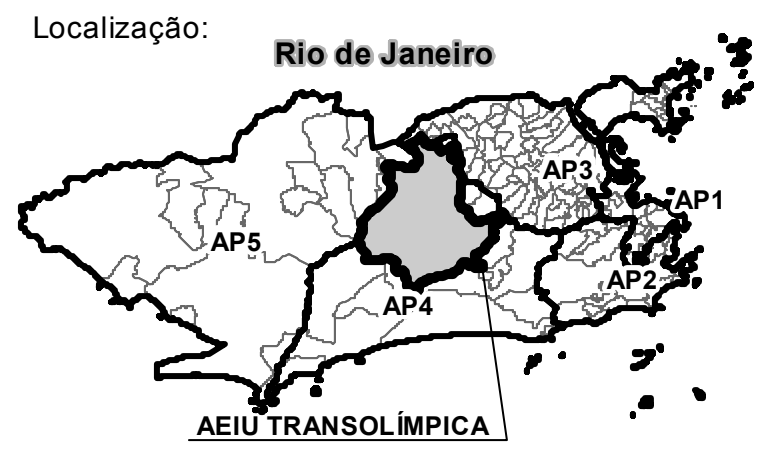 Localização:
Rio de Janeiro
AP3
AP1
AP5
AP2
AP4
AEIU TRANSOLÍMPICA